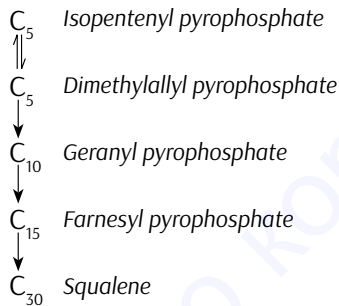 C₅ Isopentenyl pyrophosphate
C₅ Dimethylallyl pyrophosphate
C₁₀ Geranyl pyrophosphate
C₁₅ Farnesyl pyrophosphate
C₃₀ Squalene